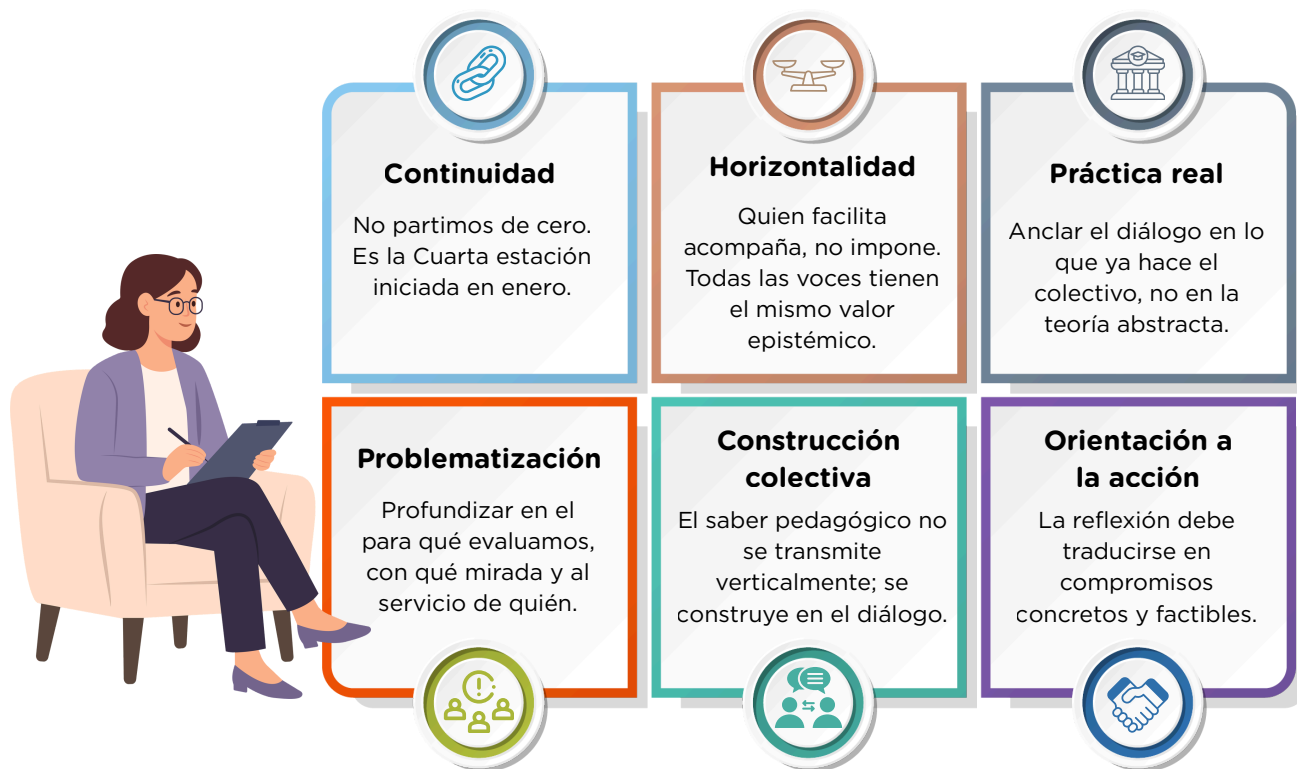 Continuidad
No partimos de cero.
Es la Cuarta estación
iniciada en enero.
Horizontalidad
Quien facilita
acompaña, no impone.
Todas las voces tienen
el mismo valor
epistémico.
Práctica real
Anclar el diálogo en lo
que ya hace el
colectivo, no en la
teoría abstracta.
Problematización
Profundizar en el
para qué evaluamos,
con qué mirada y al
servicio de quién.
Construcción
colectiva
El saber pedagógico no
se transmite
verticalmente; se
construye en el diálogo.
Orientación a
la acción
La reflexión debe
traducirse en
compromisos
concretos y factibles.